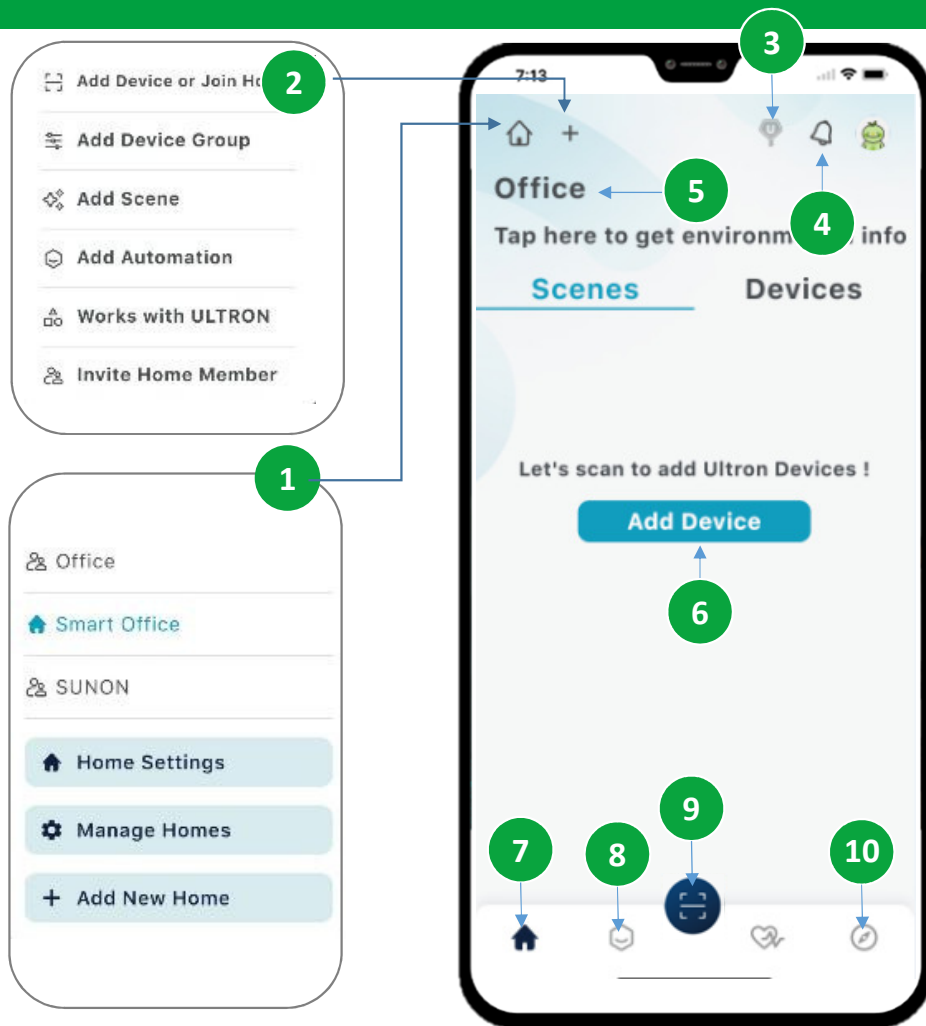 Add Device or Join
2
Add Device Group
Add Scene
Add Automation
Works with ULTRON
Invite Home Member
1
Office
Smart Office
SUNON
Home Settings
Manage Homes
+ Add New Home
3
7:13
+
4
Office
5
Tap here to get info
Scenes Devices
Let's scan to add Ultron Devices !
Add Device
6
7
8
9
10